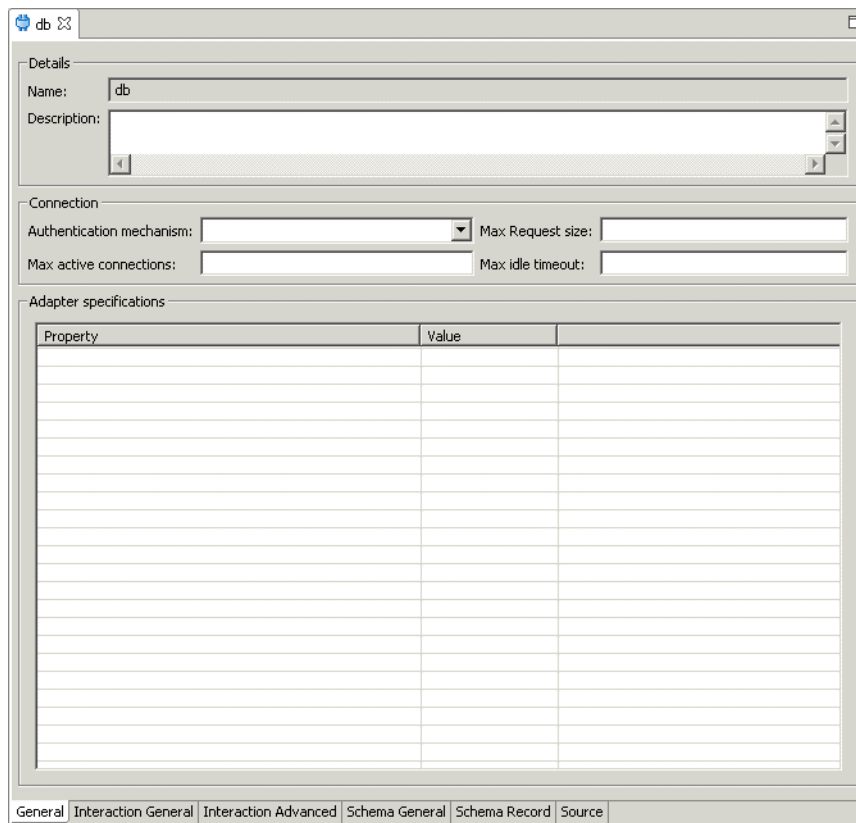 db
Details
Name: db
Description:
Connection
Authentication mechanism: Max Request size:
Max active connections: Max idle timeout:
Adapter specifications
Property Value
General Interaction General Interaction Advanced Schema General Schema Record Source